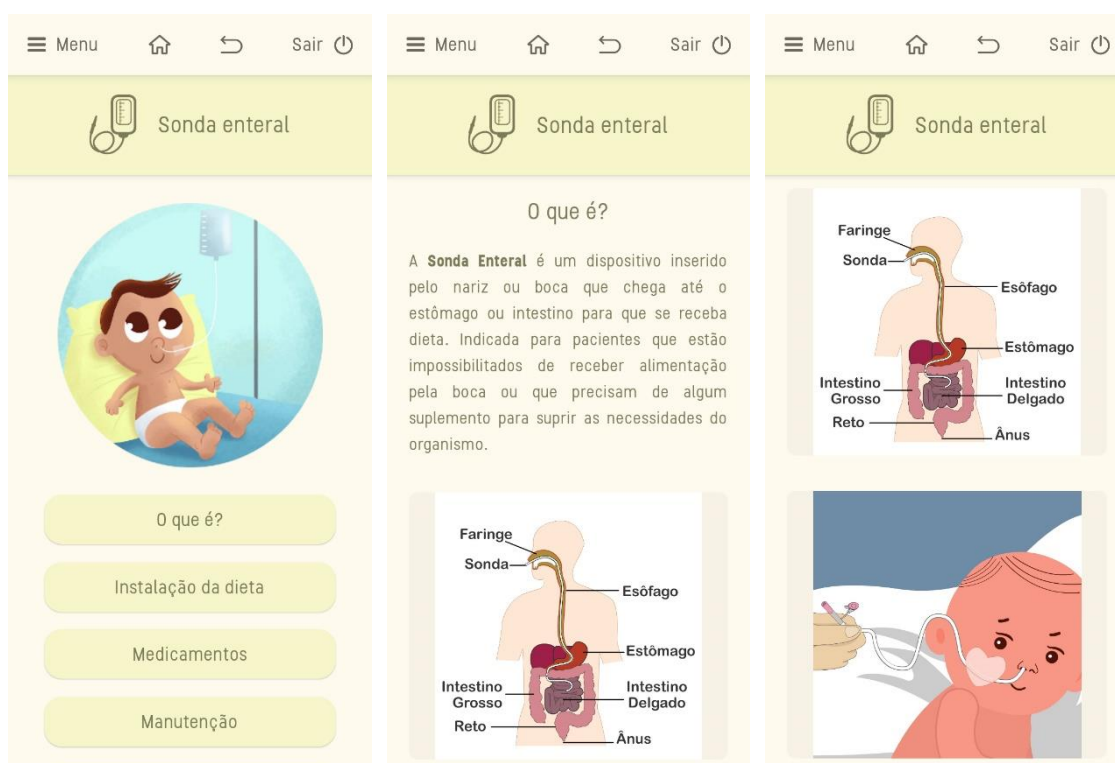 Menu
Sair
Sonda enteral
O que é?
Instalação da dieta
Medicamentos
Manutenção
Menu
Sair
Sonda enteral
O que é?
A Sonda Enteral é um dispositivo inserido
pelo nariz ou boca que chega até o
estômago ou intestino para que se receba
dieta. Indicada para pacientes que estão
impossibilitados de receber alimentação
pela boca ou que precisam de algum
suplemento para suprir as necessidades do
organismo.
Faringe
Sonda
Esôfago
Estômago
Intestino
Grosso
Intestino
Delgado
Reto
Ânus
Menu
Sair
Sonda enteral
Faringe
Sonda
Esôfago
Estômago
Intestino
Grosso
Intestino
Delgado
Reto
Ânus